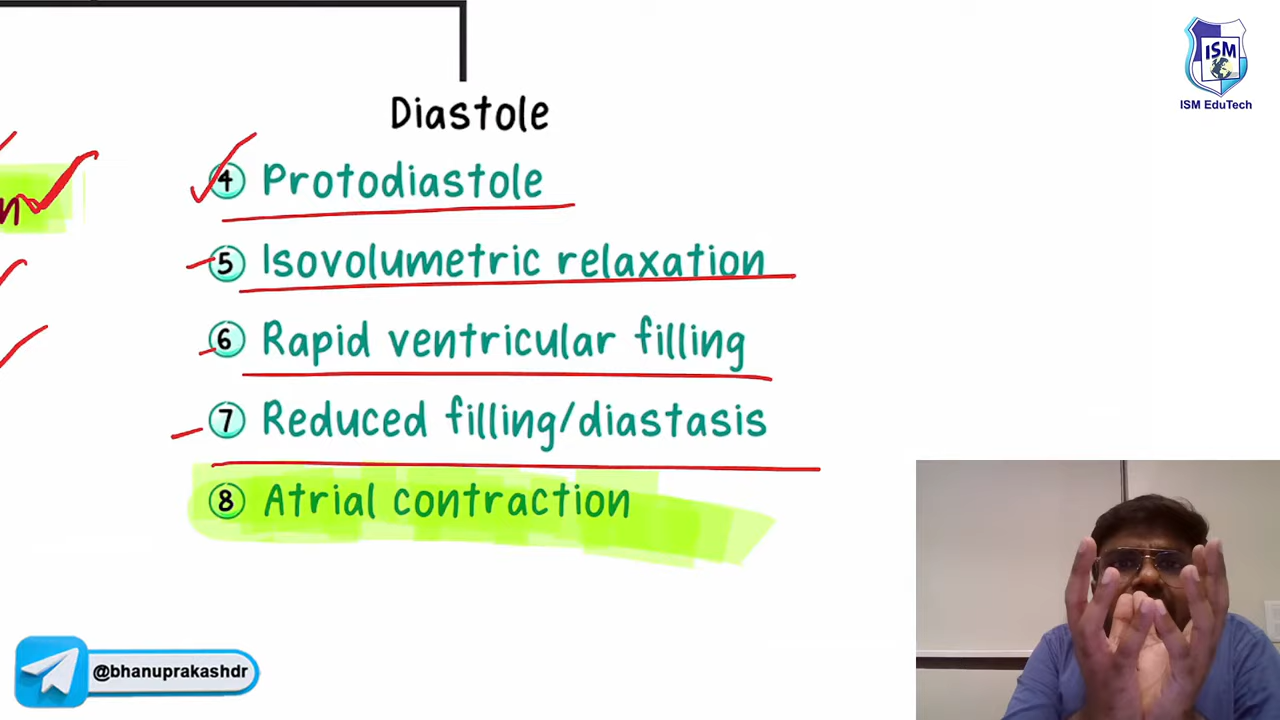 ISM
ISM EduTech
Diastole
4 Protodiastole
5 Isovolumetric relaxation
6 Rapid ventricular filling
7 Reduced filling/diastasis
8 Atrial contraction
@bhanuprakashdr